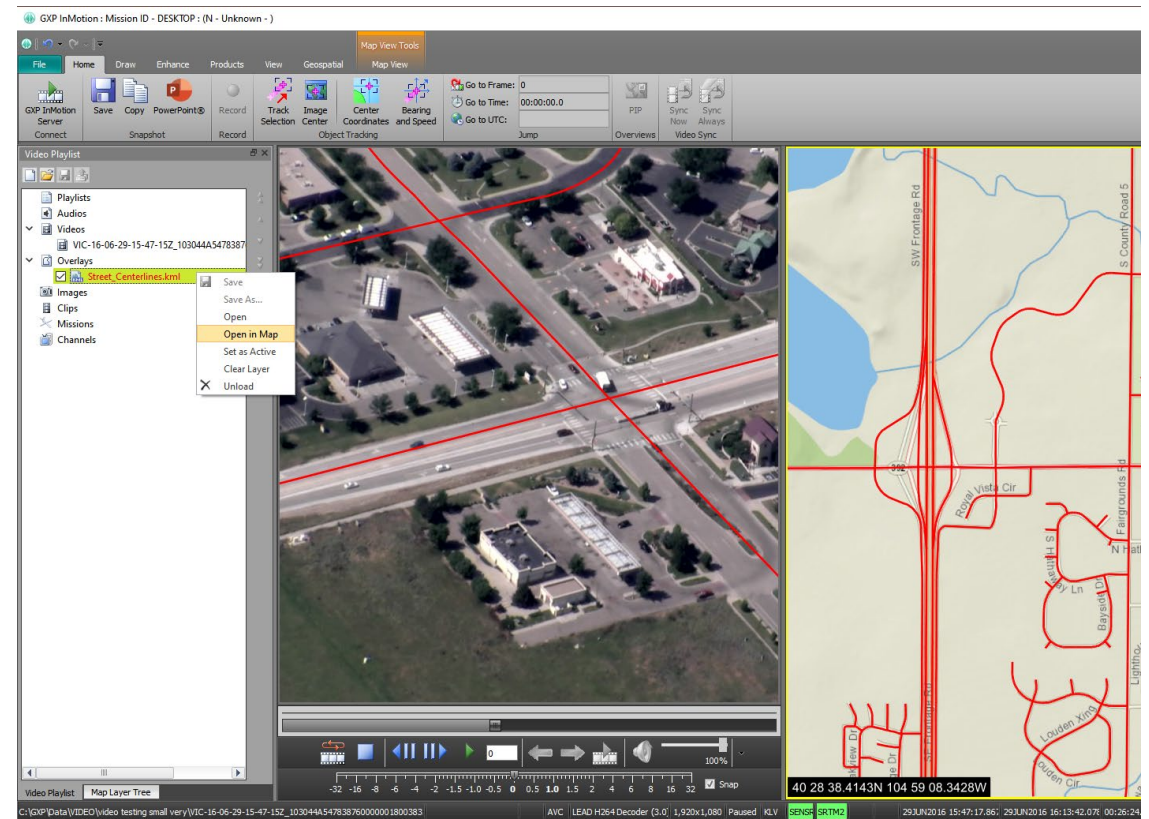 GXP InMotion : Mission ID - DESKTOP : (N - Unknown - )
Map View Tools
File Home Draw Enhance Products View Geospatial Map View
GXP InMotion Server
Save
Copy
PowerPoint®
Record
Track Selection
Image Center
Center Coordinates
Bearing and Speed
Go to Frame: 0
Go to Time: 00:00:00.0
Go to UTC:
PIP
Sync Now
Sync Always
Connect Snapshot Record Object Tracking Jump Overviews Video Sync
Video Playlist
Playlists
Audios
Videos
VIC-16-06-29-15-47-15Z_103044A5478387
Overlays
Street_Centerlines.kml
Images
Clips
Missions
Channels
Save
Save As...
Open
Open in Map
Set as Active
Clear Layer
Unload
SW Frontage Rd
S County Road 5
392
Royal Vista Cir
Fairgrounds Rd
N Hat
S Hathaway Ln
Bayside Dr
Lightho
SE Frontage Rd
Louden Xing
Louden Cir
40 28 38.4143N 104 59 08.3428W
0
100%
-32 -16 -8 -6 -4 -2 -1.5 -1.0 -0.5 0 0.5 1.0 1.5 2 4 6 8 16 32
Snap
Video Playlist Map Layer Tree
C:\GXP\Data\VIDEO\video testing small very\VIC-16-06-29-15-47-15Z_103044A54783876000001800383 AVC LEAD H264 Decoder (3.0) 1,920x1,080 Paused KLV SENSR SRTM2 29JUN2016 15:47:17.867 29JUN2016 16:13:42.078 00:26:24.